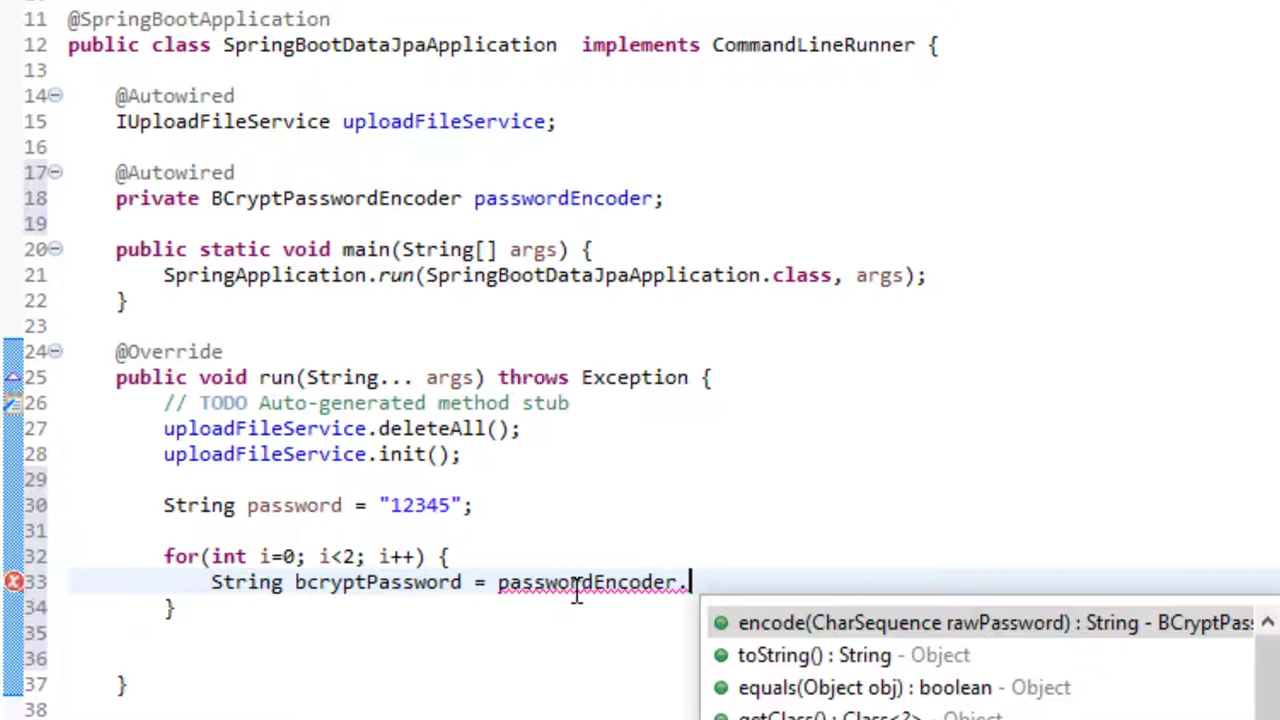 11 @SpringBootApplication
12 public class SpringBootDataJpaApplication  implements CommandLineRunner {
13
14 @Autowired
15 IUploadFileService uploadFileService;
16
17 @Autowired
18 private BCryptPasswordEncoder passwordEncoder;
19
20 public static void main(String[] args) {
21 SpringApplication.run(SpringBootDataJpaApplication.class, args);
22 }
23
24 @Override
25 public void run(String... args) throws Exception {
26 // TODO Auto-generated method stub
27 uploadFileService.deleteAll();
28 uploadFileService.init();
29
30 String password = "12345";
31
32 for(int i=0; i<2; i++) {
33 String bcryptPassword = passwordEncoder.
34 }
encode(CharSequence rawPassword) : String - BCryptPass
35
toString() : String - Object
36
equals(Object obj) : boolean - Object
37 }
getClass() : Class<?> - Object
38